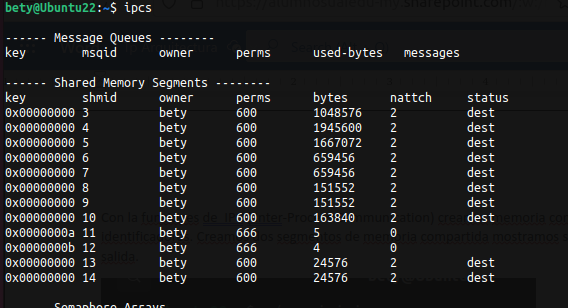 bety@Ubuntu22:~$ ipcs
------ Message Queues --------
key        msqid      owner      perms      used-bytes   messages
------ Shared Memory Segments --------
key        shmid      owner      perms      bytes      nattch     status
0x00000000 3          bety       600        1048576    2          dest
0x00000000 4          bety       600        1945600    2          dest
0x00000000 5          bety       600        1667072    2          dest
0x00000000 6          bety       600        659456     2          dest
0x00000000 7          bety       600        659456     2          dest
0x00000000 8          bety       600        151552     2          dest
0x00000000 9          bety       600        151552     2          dest
0x00000000 10         bety       600        163840     2          dest
0x0000000a 11         bety       666        5          0
0x0000000b 12         bety       666        4          0
0x00000000 13         bety       600        24576      2          dest
0x00000000 14         bety       600        24576      2          dest
Semaphore Arrays